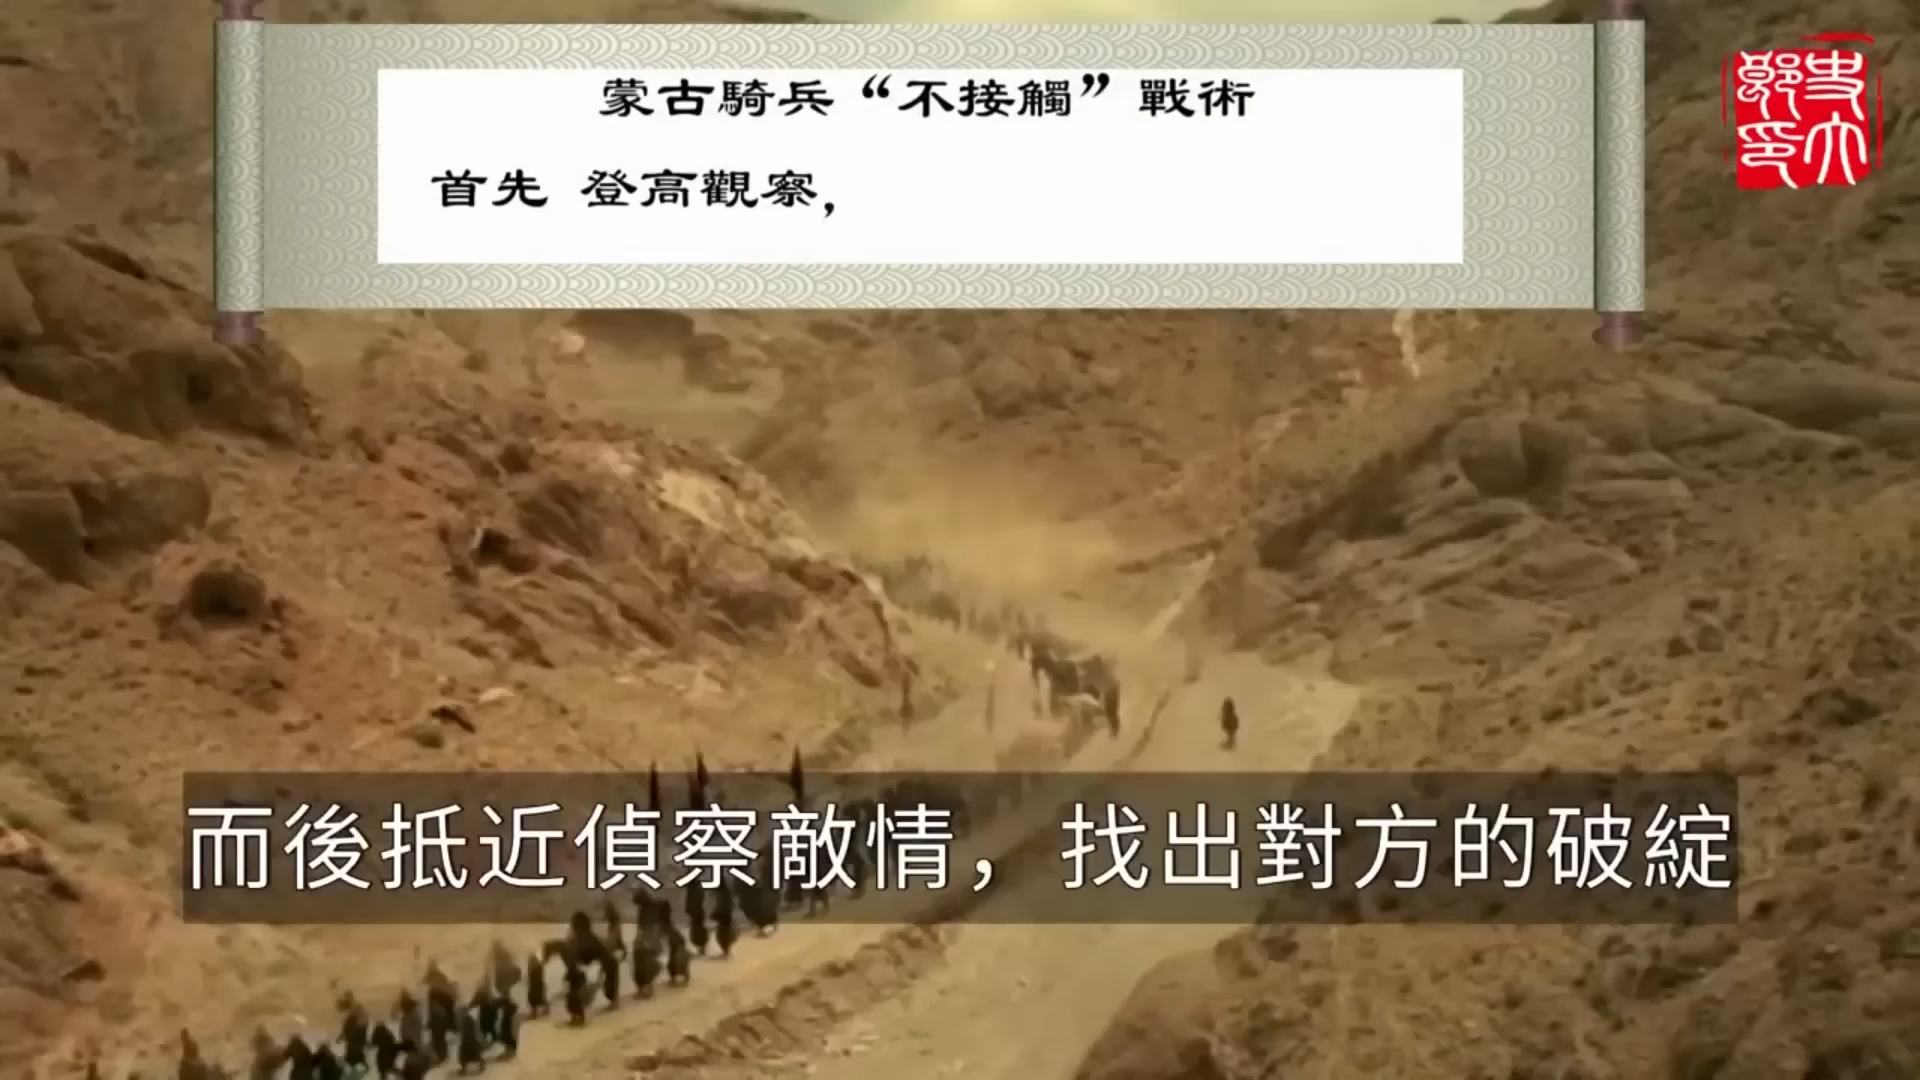 蒙古騎兵“不接觸”戰術
首先 登高觀察，
而後抵近偵察敵情， 找出對方的破綻